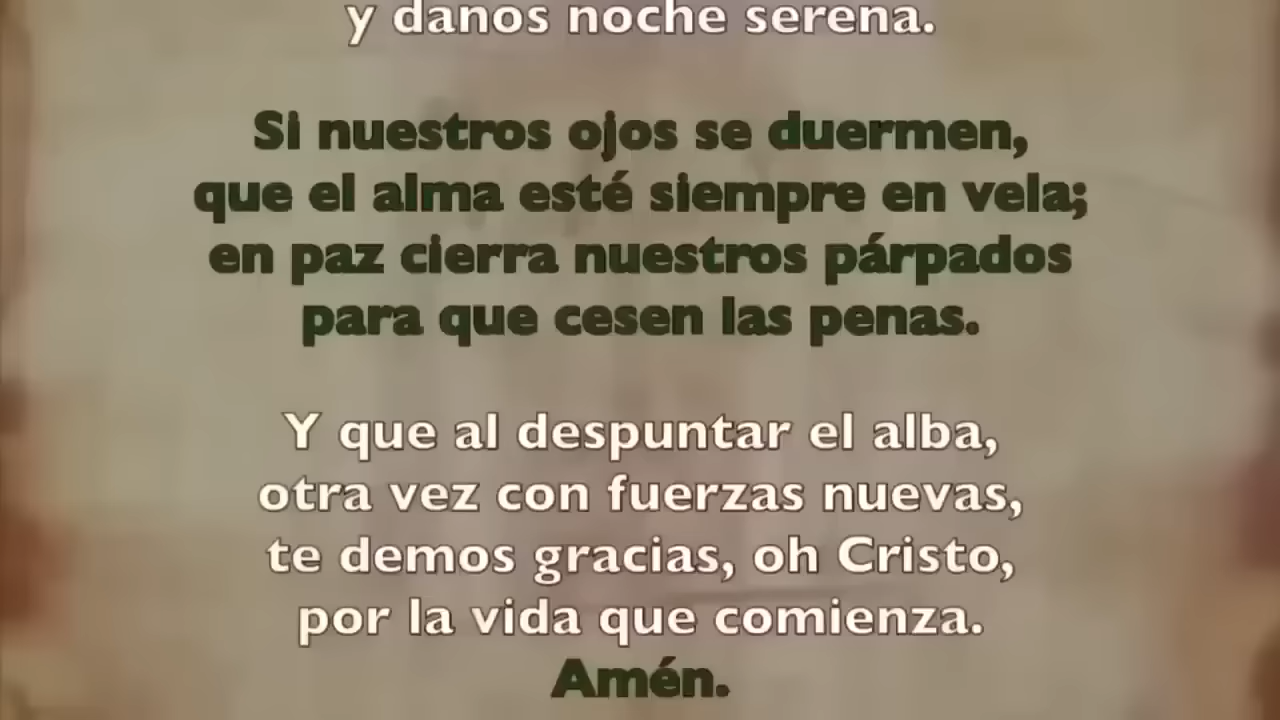 y danos noche serena.
Si nuestros ojos se duermen,
que el alma esté siempre en vela;
en paz cierra nuestros párpados
para que cesen las penas.
Y que al despuntar el alba,
otra vez con fuerzas nuevas,
te demos gracias, oh Cristo,
por la vida que comienza.
Amén.